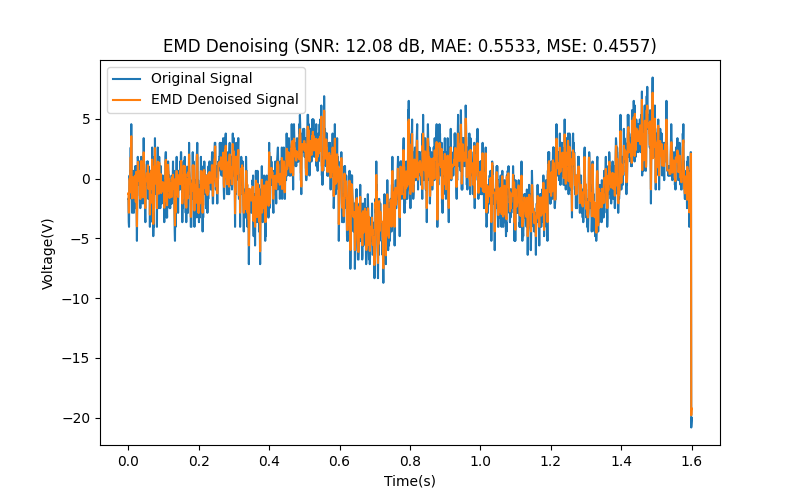 EMD Denoising (SNR: 12.08 dB, MAE: 0.5533, MSE: 0.4557)
Original Signal
EMD Denoised Signal
5
0
−5
−10
−15
−20
Voltage(V)
0.0 0.2 0.4 0.6 0.8 1.0 1.2 1.4 1.6
Time(s)